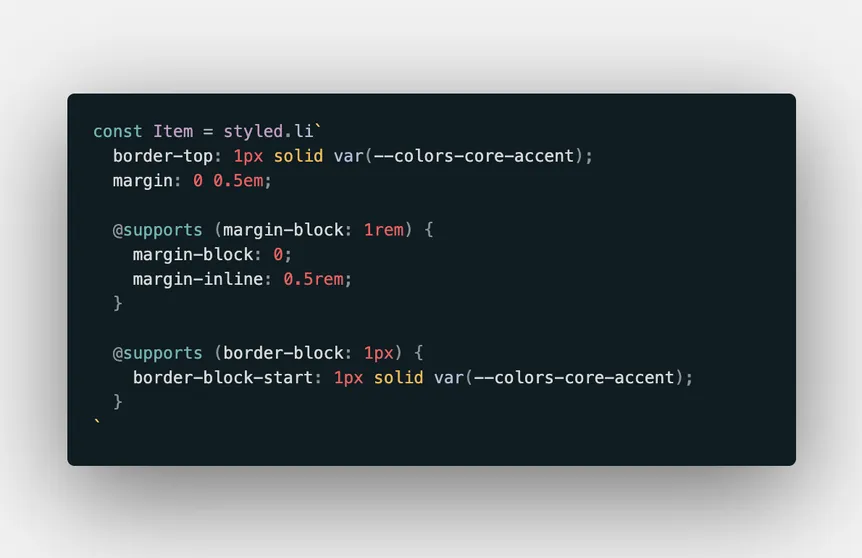 const Item = styled.li`
  border-top: 1px solid var(--colors-core-accent);
  margin: 0 0.5em;

  @supports (margin-block: 1rem) {
    margin-block: 0;
    margin-inline: 0.5rem;
  }

  @supports (border-block: 1px) {
    border-block-start: 1px solid var(--colors-core-accent);
  }
`